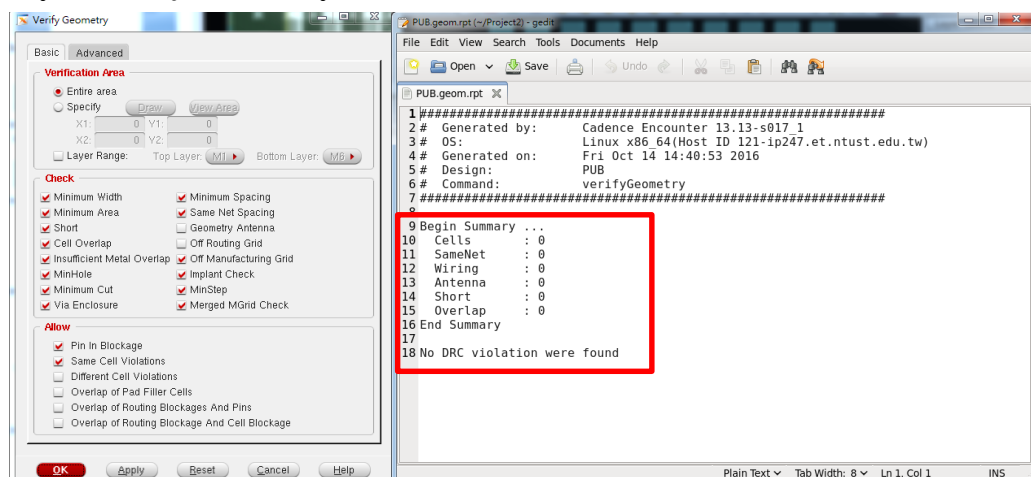 Verify Geometry
Basic Advanced
Verification Area
Entire area
Specify Draw View Area
X1: 0 Y1: 0
X2: 0 Y2: 0
Layer Range: Top Layer: M1 Bottom Layer: M6
Check
Minimum Width Minimum Spacing
Minimum Area Same Net Spacing
Short Geometry Antenna
Cell Overlap Off Routing Grid
Insufficient Metal Overlap Off Manufacturing Grid
MinHole Implant Check
Minimum Cut MinStep
Via Enclosure Merged MGrid Check
Allow
Pin In Blockage
Same Cell Violations
Different Cell Violations
Overlap of Pad Filler Cells
Overlap of Routing Blockages And Pins
Overlap of Routing Blockage And Cell Blockage
OK Apply Reset Cancel Help
PUB.geom.rpt (~/Project2) - gedit
File Edit View Search Tools Documents Help
Open Save Undo
PUB.geom.rpt
1 ###############################################################
2 # Generated by: Cadence Encounter 13.13-s017_1
3 # OS: Linux x86_64(Host ID 121-ip247.et.ntust.edu.tw)
4 # Generated on: Fri Oct 14 14:40:53 2016
5 # Design: PUB
6 # Command: verifyGeometry
7 ###############################################################
8
9 Begin Summary ...
10 Cells : 0
11 SameNet : 0
12 Wiring : 0
13 Antenna : 0
14 Short : 0
15 Overlap : 0
16 End Summary
17
18 No DRC violation were found
Plain Text Tab Width: 8 Ln 1, Col 1 INS